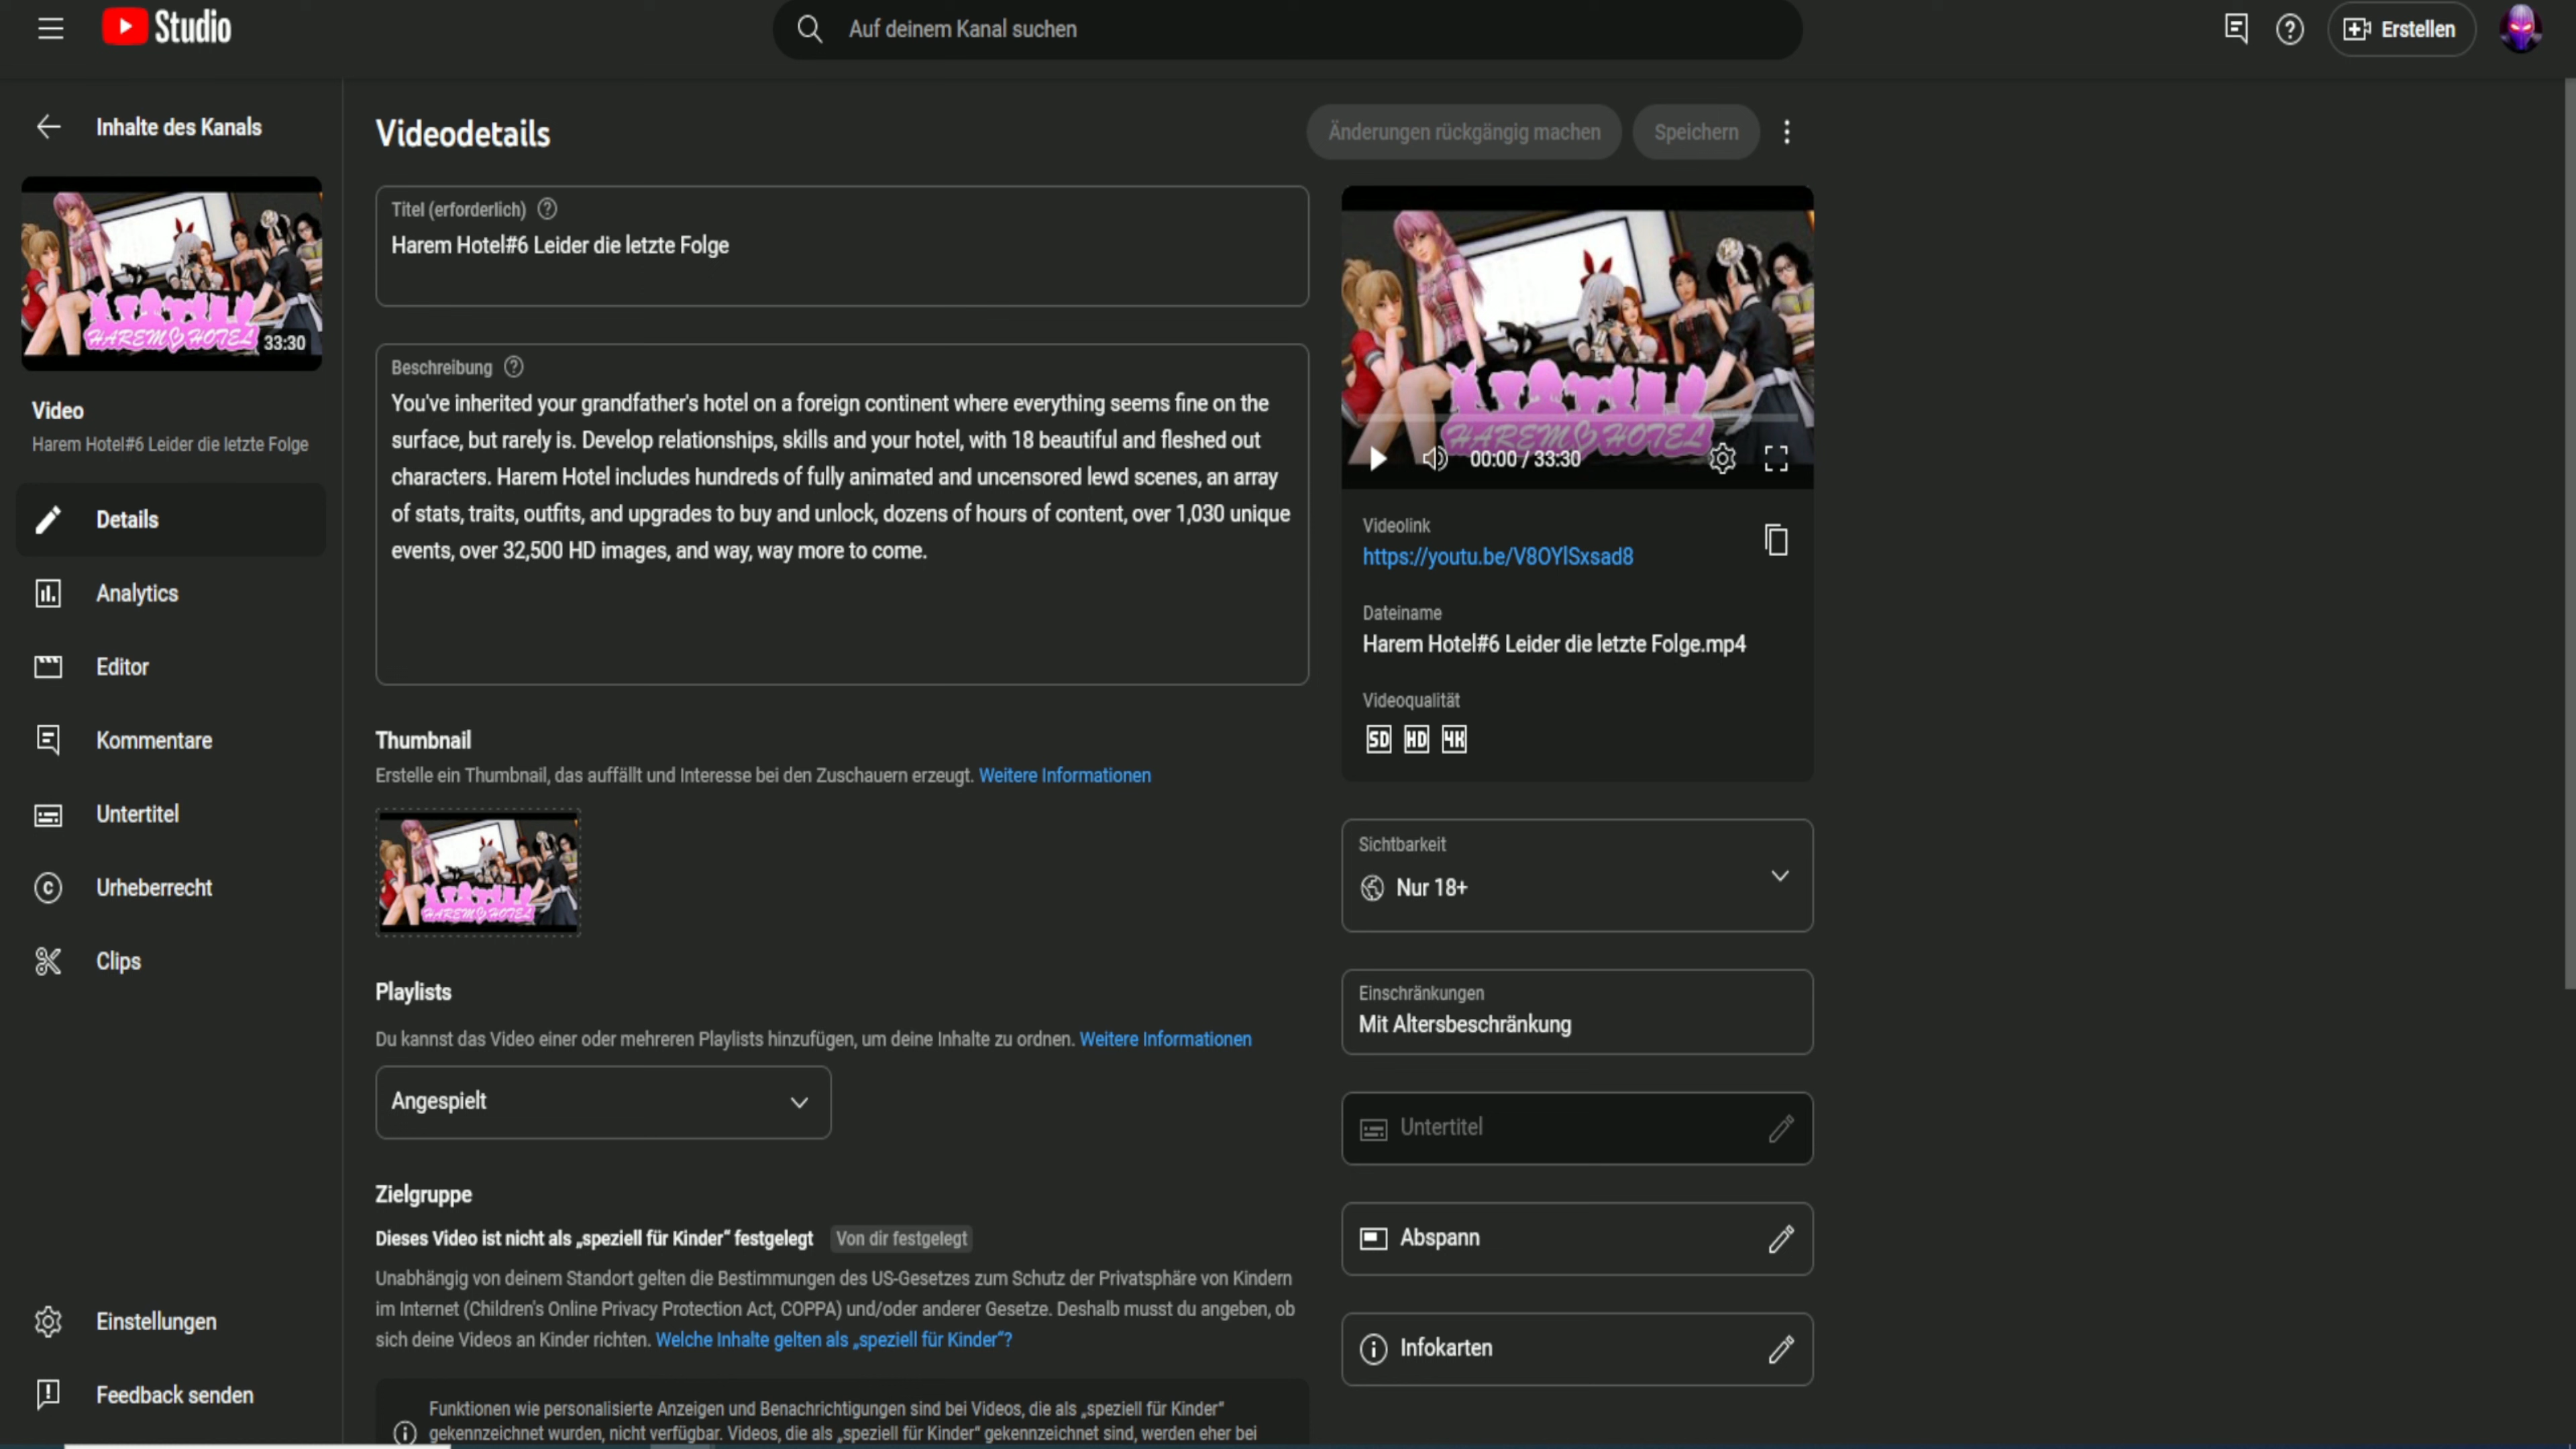 Studio
Auf deinem Kanal suchen
Erstellen
Inhalte des Kanals
HAREM HOTEL
33:30
Video
Harem Hotel#6 Leider die letzte Folge
Details
Analytics
Editor
Kommentare
Untertitel
Urheberrecht
Clips
Einstellungen
Feedback senden
Videodetails
Änderungen rückgängig machen
Speichern
Titel (erforderlich)
Harem Hotel#6 Leider die letzte Folge
Beschreibung
You've inherited your grandfather's hotel on a foreign continent where everything seems fine on the
surface, but rarely is. Develop relationships, skills and your hotel, with 18 beautiful and fleshed out
characters. Harem Hotel includes hundreds of fully animated and uncensored lewd scenes, an array
of stats, traits, outfits, and upgrades to buy and unlock, dozens of hours of content, over 1,030 unique
events, over 32,500 HD images, and way, way more to come.
Thumbnail
Erstelle ein Thumbnail, das auffällt und Interesse bei den Zuschauern erzeugt. Weitere Informationen
HAREM HOTEL
Playlists
Du kannst das Video einer oder mehreren Playlists hinzufügen, um deine Inhalte zu ordnen. Weitere Informationen
Angespielt
Zielgruppe
Dieses Video ist nicht als „speziell für Kinder“ festgelegt Von dir festgelegt
Unabhängig von deinem Standort gelten die Bestimmungen des US-Gesetzes zum Schutz der Privatsphäre von Kindern
im Internet (Children's Online Privacy Protection Act, COPPA) und/oder anderer Gesetze. Deshalb musst du angeben, ob
sich deine Videos an Kinder richten. Welche Inhalte gelten als „speziell für Kinder“?
Funktionen wie personalisierte Anzeigen und Benachrichtigungen sind bei Videos, die als „speziell für Kinder“
gekennzeichnet wurden, nicht verfügbar. Videos, die als „speziell für Kinder“ gekennzeichnet sind, werden eher bei
HAREM HOTEL
00:00 / 33:30
Videolink
https://youtu.be/V8OYlSxsad8
Dateiname
Harem Hotel#6 Leider die letzte Folge.mp4
Videoqualität
SD HD 4K
Sichtbarkeit
Nur 18+
Einschränkungen
Mit Altersbeschränkung
Untertitel
Abspann
Infokarten